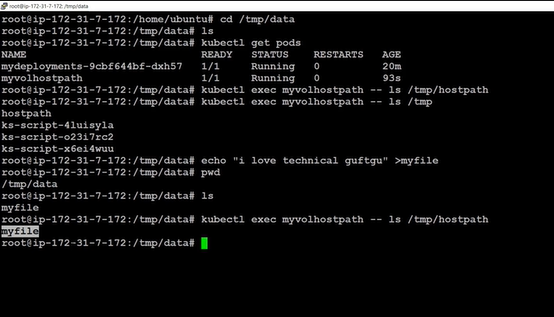 root@ip-172-31-7-172: /tmp/data
root@ip-172-31-7-172:/home/ubuntu# cd /tmp/data
root@ip-172-31-7-172:/tmp/data# ls
root@ip-172-31-7-172:/tmp/data# kubectl get pods
NAME READY STATUS RESTARTS AGE
mydeployments-9cbf644bf-dxh57 1/1 Running 0 20m
myvolhostpath 1/1 Running 0 93s
root@ip-172-31-7-172:/tmp/data# kubectl exec myvolhostpath -- ls /tmp/hostpath
root@ip-172-31-7-172:/tmp/data# kubectl exec myvolhostpath -- ls /tmp
hostpath
ks-script-4luisyla
ks-script-o23i7rc2
ks-script-x6ei4wuu
root@ip-172-31-7-172:/tmp/data# echo "i love technical guftgu" >myfile
root@ip-172-31-7-172:/tmp/data# pwd
/tmp/data
root@ip-172-31-7-172:/tmp/data# ls
myfile
root@ip-172-31-7-172:/tmp/data# kubectl exec myvolhostpath -- ls /tmp/hostpath
myfile
root@ip-172-31-7-172:/tmp/data#